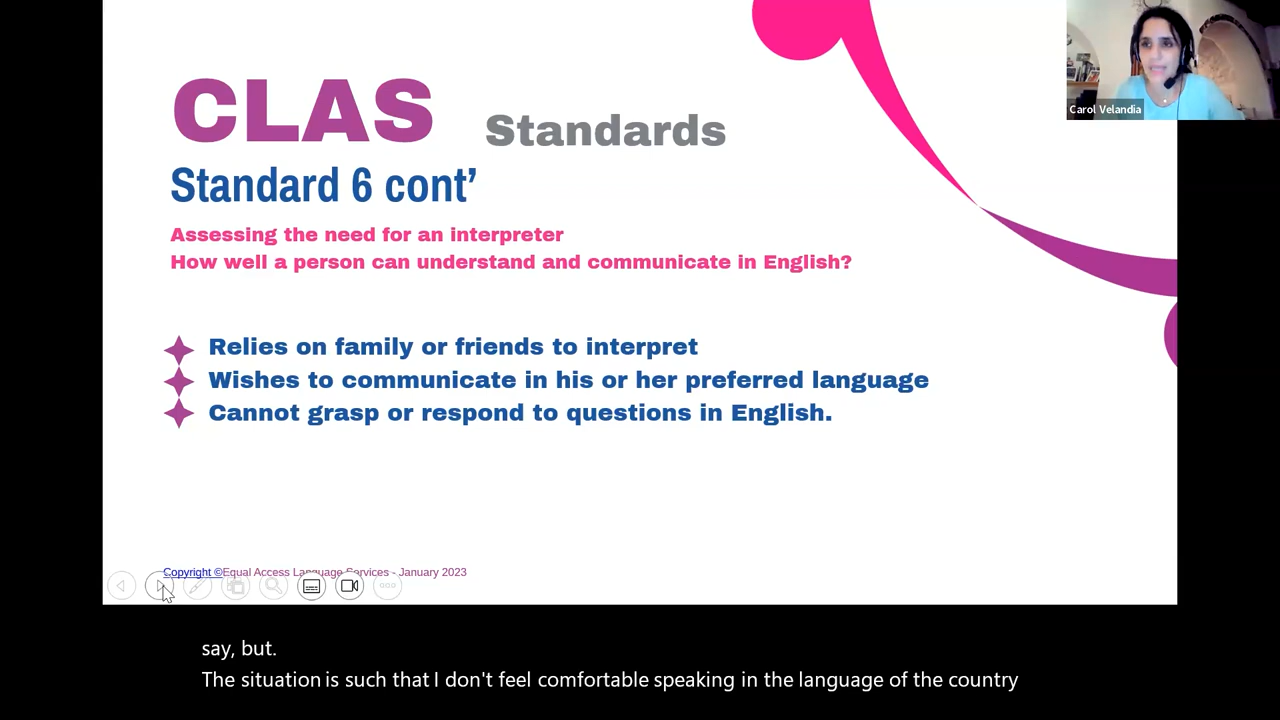 CLAS Standards
Carol Velandia
Standard 6 cont’
Assessing the need for an interpreter
How well a person can understand and communicate in English?
Relies on family or friends to interpret
Wishes to communicate in his or her preferred language
Cannot grasp or respond to questions in English.
Copyright ©Equal Access Language Services - January 2023
say, but.
The situation is such that I don't feel comfortable speaking in the language of the country